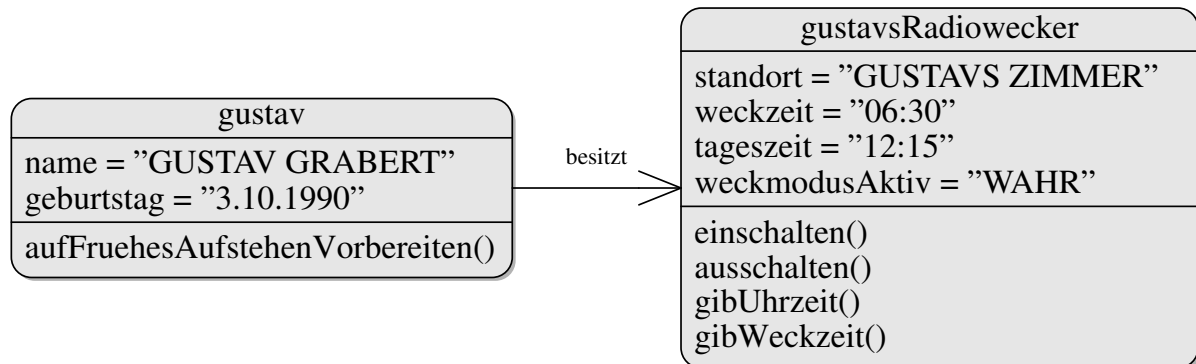 gustav
name = ”GUSTAV GRABERT”
geburtstag = ”3.10.1990”
aufFruehesAufstehenVorbereiten()
besitzt
gustavsRadiowecker
standort = ”GUSTAVS ZIMMER”
weckzeit = ”06:30”
tageszeit = ”12:15”
weckmodusAktiv = ”WAHR”
einschalten()
ausschalten()
gibUhrzeit()
gibWeckzeit()